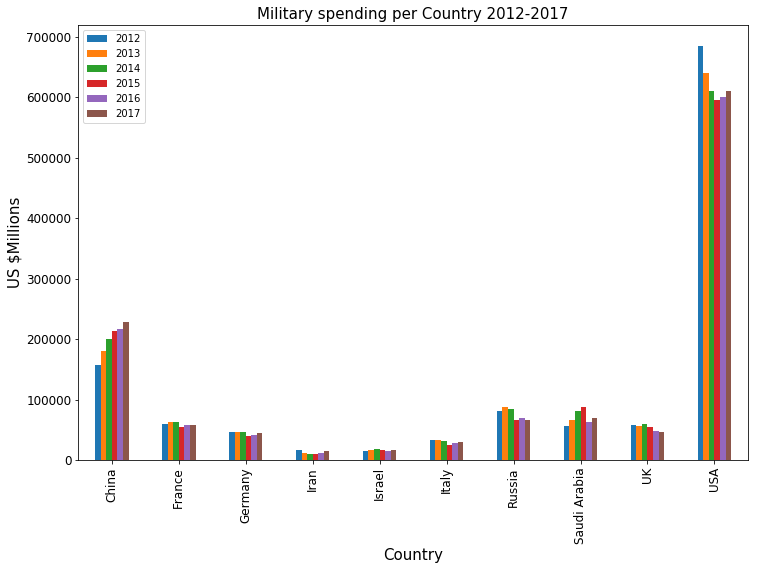 Military spending per Country 2012-2017
700000
600000
500000
400000
300000
200000
100000
0
US $Millions
2012
2013
2014
2015
2016
2017
China
France
Germany
Iran
Israel
Italy
Russia
Saudi Arabia
UK
USA
Country